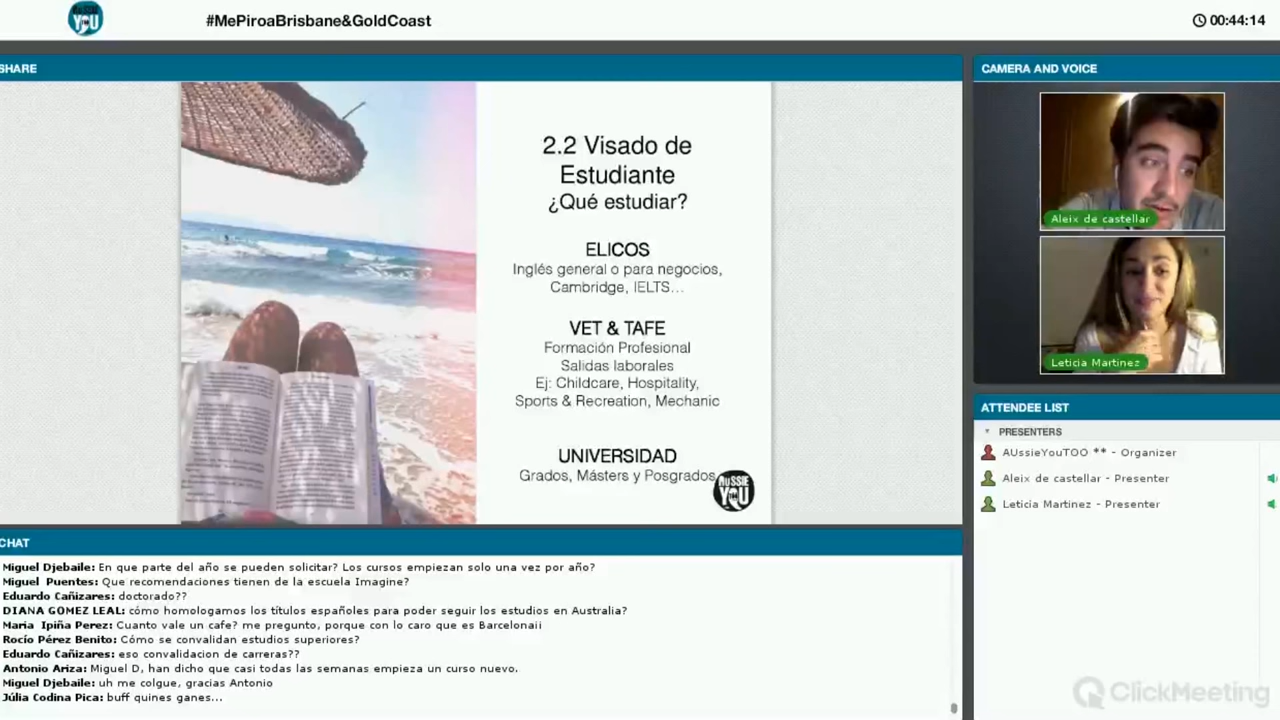 AUSSIE
YOU
#MePiroaBrisbane&GoldCoast
00:44:14
SHARE
2.2 Visado de
Estudiante
¿Qué estudiar?
ELICOS
Inglés general o para negocios,
Cambridge, IELTS...
VET & TAFE
Formación Profesional
Salidas laborales
Ej: Childcare, Hospitality,
Sports & Recreation, Mechanic
UNIVERSIDAD
Grados, Másters y Posgrados
AUSSIE
YOU
CAMERA AND VOICE
Aleix de castellar
Leticia Martinez
ATTENDEE LIST
PRESENTERS
AUssieYouTOO ** - Organizer
Aleix de castellar - Presenter
Leticia Martinez - Presenter
CHAT
Miguel Djebaile: En que parte del año se pueden solicitar? Los cursos empiezan solo una vez por año?
Miguel Puentes: Que recomendaciones tienen de la escuela Imagine?
Eduardo Cañizares: doctorado??
DIANA GOMEZ LEAL: cómo homologamos los títulos españoles para poder seguir los estudios en Australia?
Maria Ipiña Perez: Cuanto vale un cafe? me pregunto, porque con lo caro que es Barcelona¡¡
Rocío Pérez Benito: Cómo se convalidan estudios superiores?
Eduardo Cañizares: eso convalidacion de carreras??
Antonio Ariza: Miguel D, han dicho que casi todas las semanas empieza un curso nuevo.
Miguel Djebaile: uh me colgue, gracias Antonio
Júlia Codina Pica: buff quines ganes...
ClickMeeting